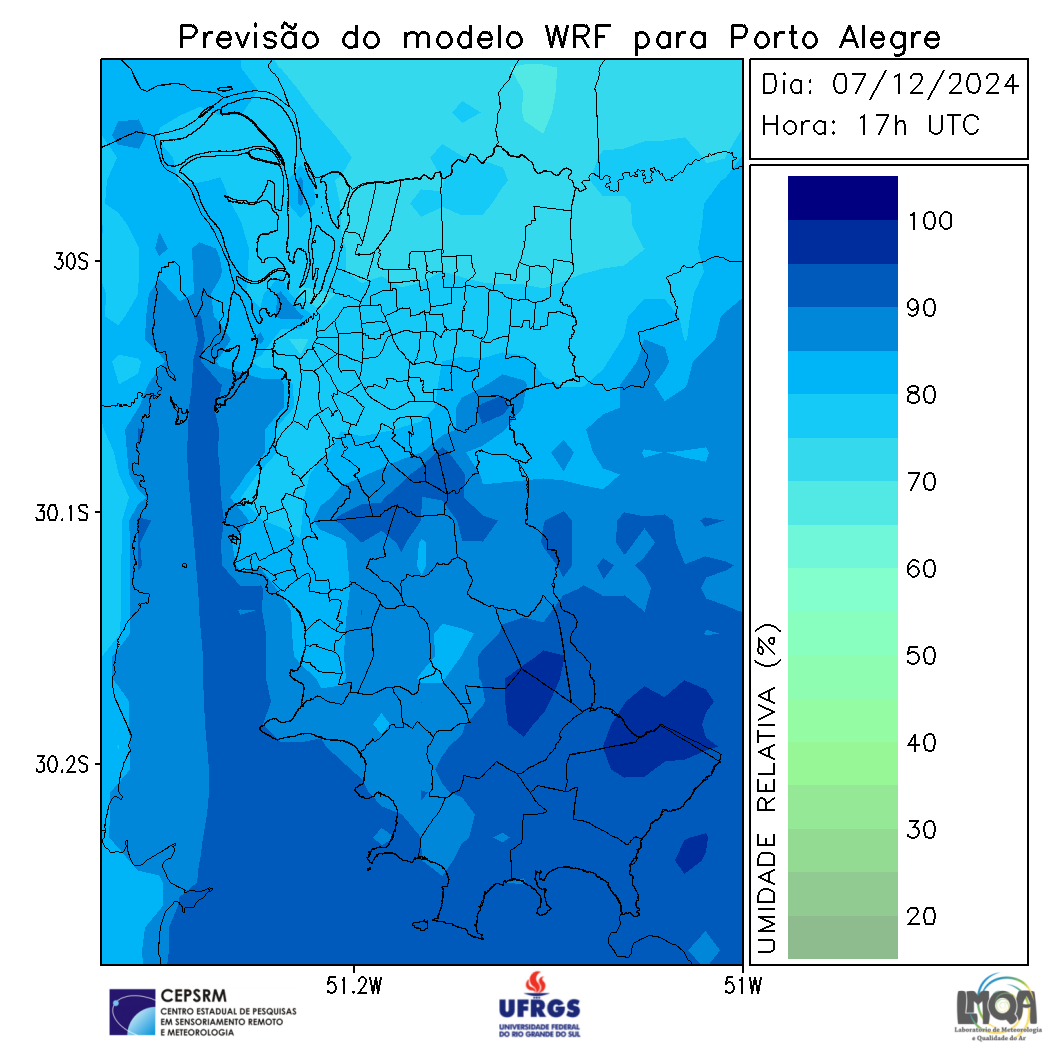 Previsão do modelo WRF para Porto Alegre
Dia: 07/12/2024
Hora: 17h UTC
100
90
80
70
60
50
40
30
20
UMIDADE RELATIVA (%)
30S
30.1S
30.2S
51.2W
51W
CEPSRM
CENTRO ESTADUAL DE PESQUISAS
EM SENSORIAMENTO REMOTO
E METEOROLOGIA
UFRGS
UNIVERSIDADE FEDERAL
DO RIO GRANDE DO SUL
LMQA
Laboratório de Meteorologia
e Qualidade do Ar